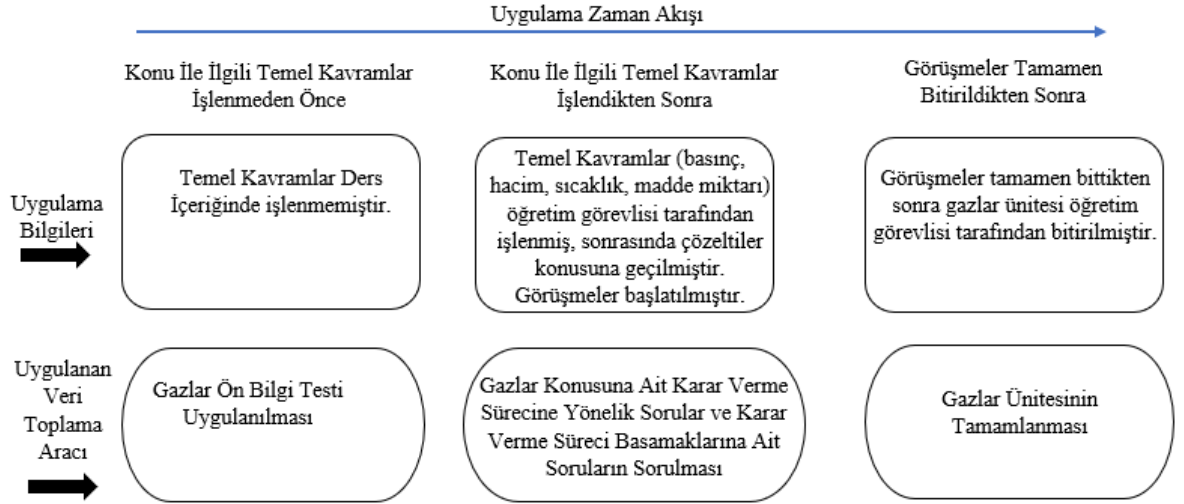 Uygulama Zaman Akışı
Konu İle İlgili Temel Kavramlar
İşlenmeden Önce
Konu İle İlgili Temel Kavramlar
İşlendikten Sonra
Görüşmeler Tamamen
Bitirildikten Sonra
Uygulama
Bilgileri
Temel Kavramlar Ders
İçeriğinde işlenmemiştir.
Temel Kavramlar (basınç,
hacim, sıcaklık, madde miktarı)
öğretim görevlisi tarafından
işlenmiş, sonrasında çözeltiler
konusuna geçilmiştir.
Görüşmeler başlatılmıştır.
Görüşmeler tamamen bittikten
sonra gazlar ünitesi öğretim
görevlisi tarafından bitirilmiştir.
Uygulanan
Veri
Toplama
Aracı
Gazlar Ön Bilgi Testi
Uygulanılması
Gazlar Konusuna Ait Karar Verme
Sürecine Yönelik Sorular ve Karar
Verme Süreci Basamaklarına Ait
Soruların Sorulması
Gazlar Ünitesinin
Tamamlanması